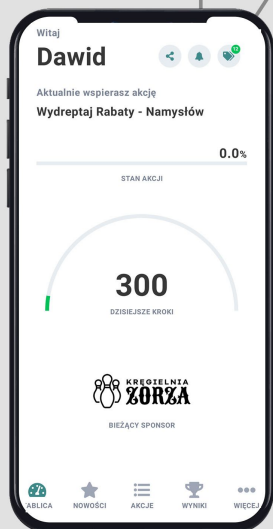 Witaj
Dawid
12
Aktualnie wspierasz akcję
Wydreptaj Rabaty - Namysłów
0.0%
STAN AKCJI
300
DZISIEJSZE KROKI
KRĘGIELNIA
ZORZA
BIEŻĄCY SPONSOR
TABLICA NOWOŚCI AKCJE WYNIKI WIĘCEJ